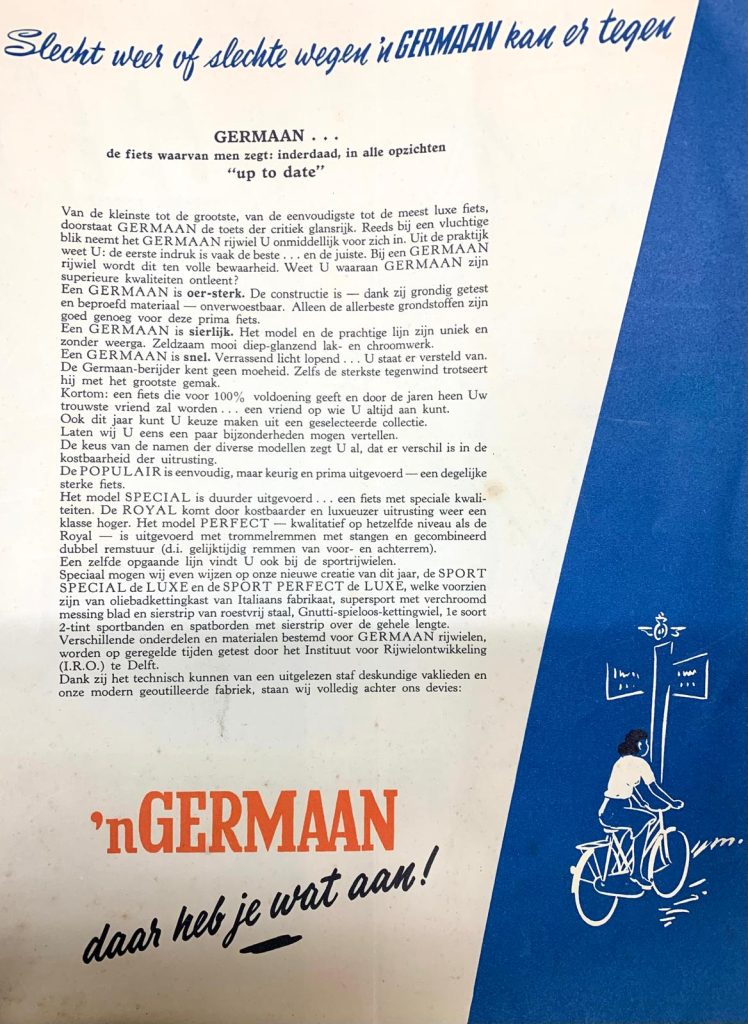 Slecht weer of slechte wegen 'n GERMAAN kan er tegen
GERMAAN . . .
de fiets waarvan men zegt: inderdaad, in alle opzichten
“up to date”
Van de kleinste tot de grootste, van de eenvoudigste tot de meest luxe fiets,
doorstaat GERMAAN de toets der critiek glansrijk. Reeds bij een vluchtige
blik neemt het GERMAAN rijwiel U onmiddellijk voor zich in. Uit de praktijk
weet U: de eerste indruk is vaak de beste . . . en de juiste. Bij een GERMAAN
rijwiel wordt dit ten volle bewaarheid. Weet U waaraan GERMAAN zijn
superieure kwaliteiten ontleent?
Een GERMAAN is oer-sterk. De constructie is — dank zij grondig getest
en beproefd materiaal — onverwoestbaar. Alleen de allerbeste grondstoffen zijn
goed genoeg voor deze prima fiets.
Een GERMAAN is sierlijk. Het model en de prachtige lijn zijn uniek en
zonder weerga. Zeldzaam mooi diep-glanzend lak- en chroomwerk.
Een GERMAAN is snel. Verrassend licht lopend . . . U staat er versteld van.
De Germaan-berijder kent geen moeheid. Zelfs de sterkste tegenwind trotseert
hij met het grootste gemak.
Kortom: een fiets die voor 100% voldoening geeft en door de jaren heen Uw
trouwste vriend zal worden . . . een vriend op wie U altijd aan kunt.
Ook dit jaar kunt U keuze maken uit een geselecteerde collectie.
Laten wij U eens een paar bijzonderheden mogen vertellen.
De keus van de namen der diverse modellen zegt U al, dat er verschil is in de
kostbaarheid der uitrusting.
De POPULAIR is eenvoudig, maar keurig en prima uitgevoerd — een degelijke
sterke fiets.
Het model SPECIAL is duurder uitgevoerd . . . een fiets met speciale kwali-
teiten. De ROYAL komt door kostbaarder en luxueuzer uitrusting weer een
klasse hoger. Het model PERFECT — kwalitatief op hetzelfde niveau als de
Royal — is uitgevoerd met trommelremmen met stangen en gecombineerd
dubbel remstuur (d.i. gelijktijdig remmen van voor- en achterrem).
Een zelfde opgaande lijn vindt U ook bij de sportrijwielen.
Speciaal mogen wij even wijzen op onze nieuwe creatie van dit jaar, de SPORT
SPECIAL de LUXE en de SPORT PERFECT de LUXE, welke voorzien
zijn van oliebadkettingkast van Italiaans fabrikaat, supersport met verchroomd
messing blad en sierstrip van roestvrij staal, Gnutti-spieloos-kettingwiel, 1e soort
2-tint sportbanden en spatborden met sierstrip over de gehele lengte.
Verschillende onderdelen en materialen bestemd voor GERMAAN rijwielen,
worden op geregelde tijden getest door het Instituut voor Rijwielontwikkeling
(I.R.O.) te Delft.
Dank zij het technisch kunnen van een uitgelezen staf deskundige vaklieden en
onze modern geoutilleerde fabriek, staan wij volledig achter ons devies:
'n GERMAAN
daar heb je wat aan!